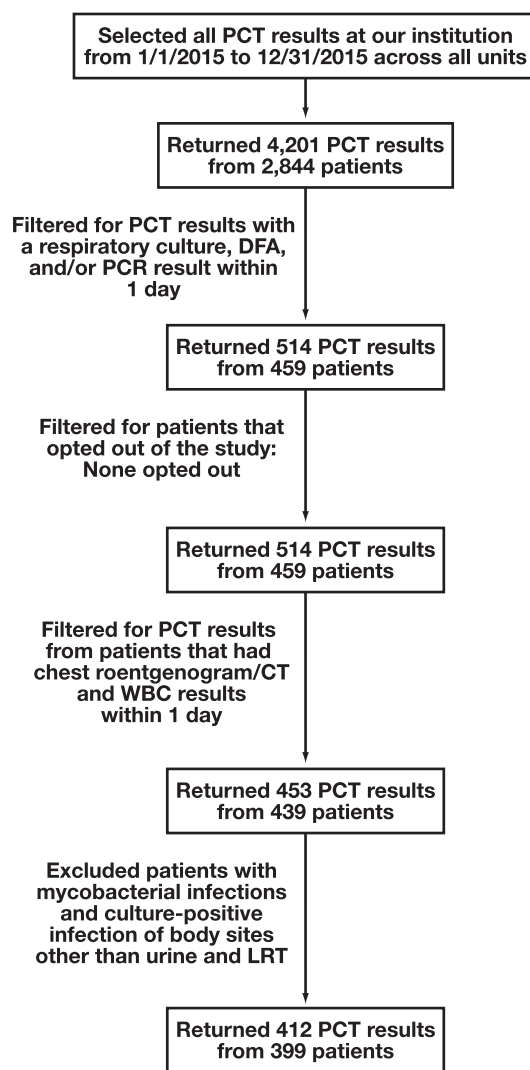 Selected all PCT results at our institution
from 1/1/2015 to 12/31/2015 across all units
Returned 4,201 PCT results
from 2,844 patients
Filtered for PCT results with
a respiratory culture, DFA,
and/or PCR result within
1 day
Returned 514 PCT results
from 459 patients
Filtered for patients that
opted out of the study:
None opted out
Returned 514 PCT results
from 459 patients
Filtered for PCT results
from patients that had
chest roentgenogram/CT
and WBC results
within 1 day
Returned 453 PCT results
from 439 patients
Excluded patients with
mycobacterial infections
and culture-positive
infection of body sites
other than urine and LRT
Returned 412 PCT results
from 399 patients